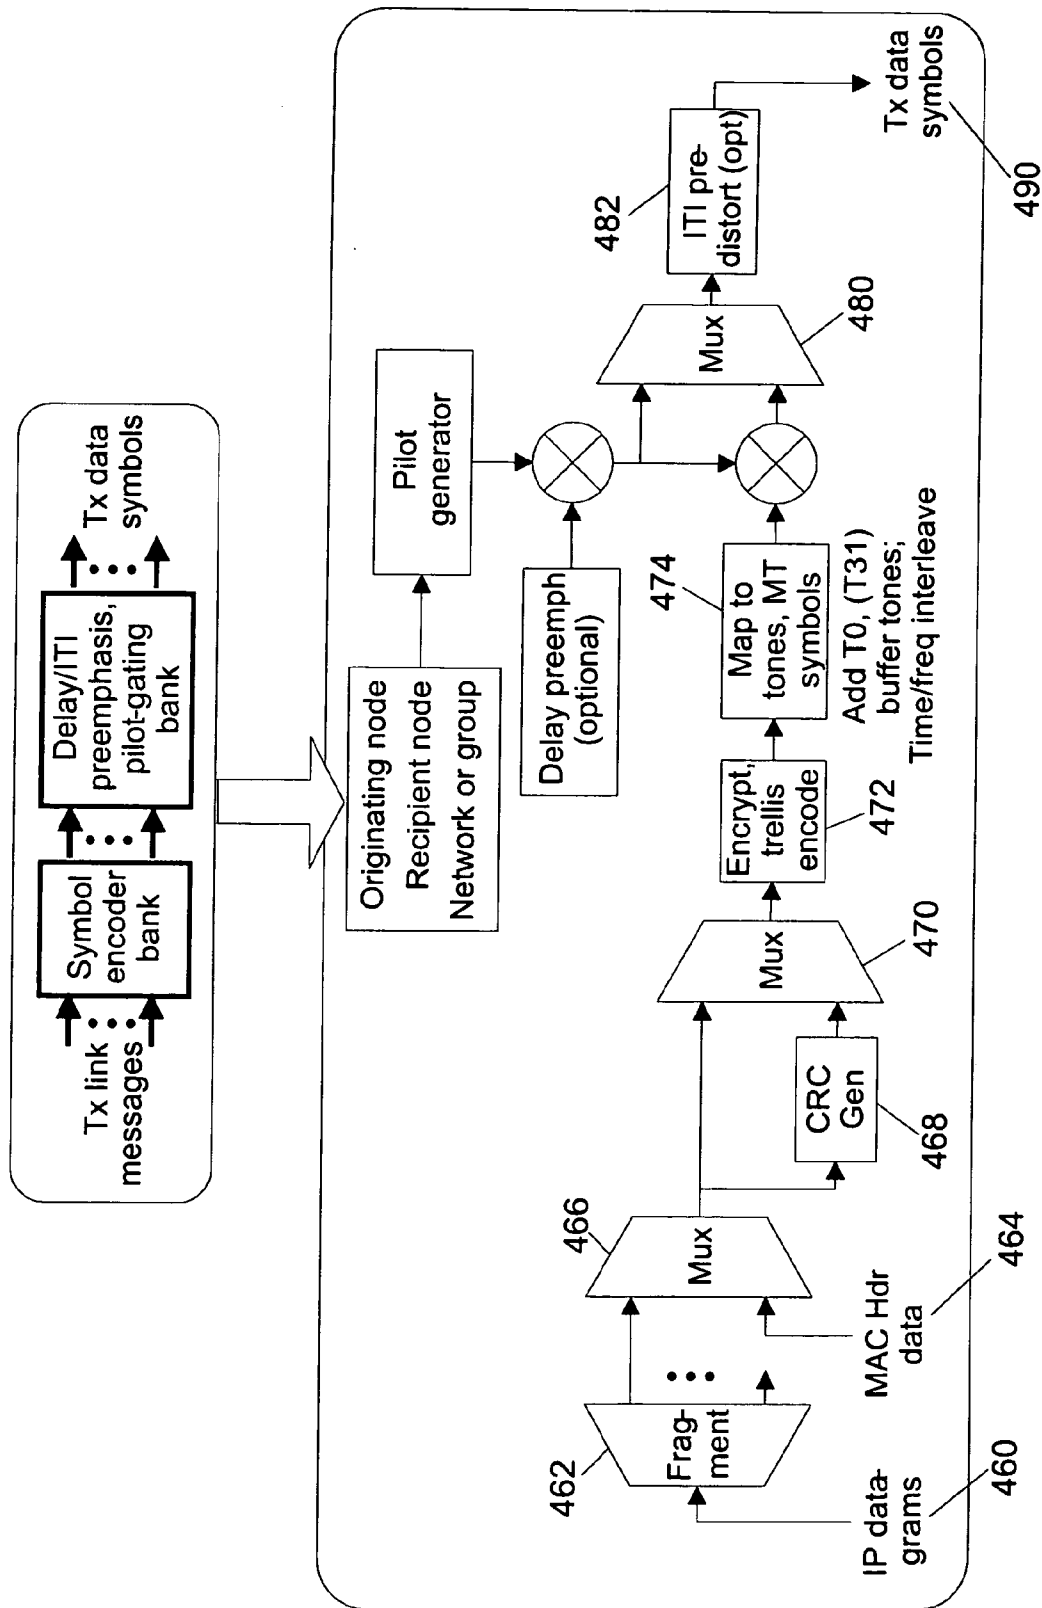 Tx link
messages
Symbol
encoder
bank
Delay/ITI
preemphasis,
pilot-gating
bank
Tx data
symbols
Originating node
Recipient node
Network or group
Pilot
generator
Delay preemph
(optional)
IP data-
grams
460
462
Frag-
ment
MAC Hdr
data
464
466
Mux
CRC
Gen
468
Mux
470
Encrypt,
trellis
encode
472
474
Map to
tones, MT
symbols
Add T0, (T31)
buffer tones;
Time/freq interleave
Mux
480
482
ITI pre-
distort (opt)
Tx data
symbols
490